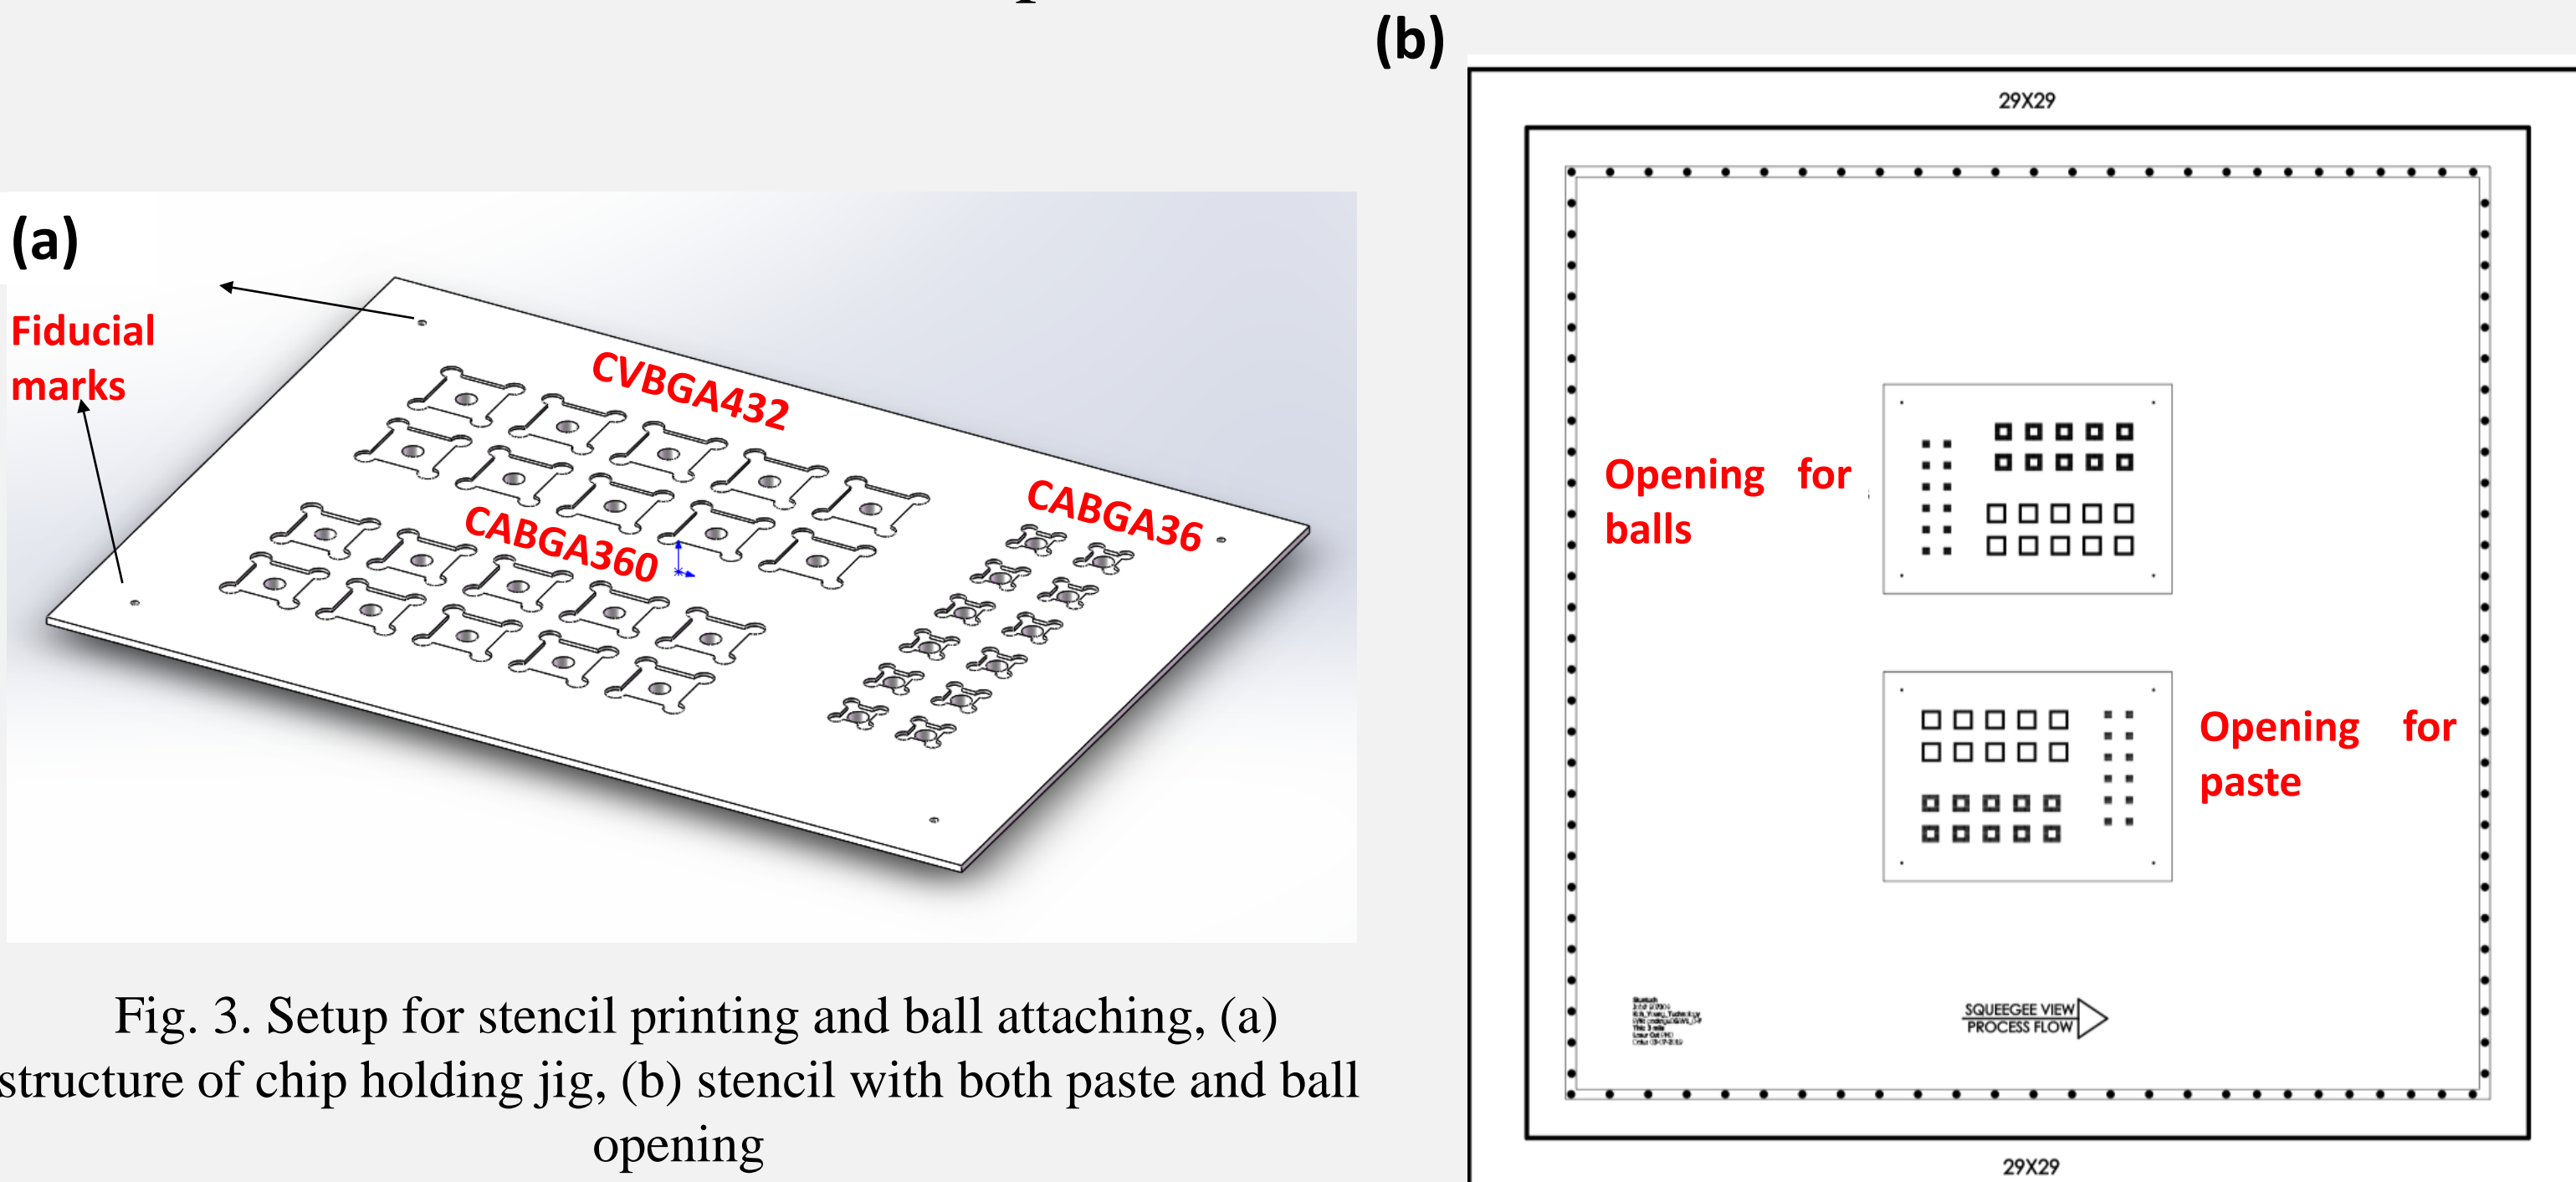 (a)
Fiducial
marks
CVBGA432
CABGA360
CABGA36
Fig. 3. Setup for stencil printing and ball attaching, (a)
structure of chip holding jig, (b) stencil with both paste and ball
opening
(b)
29X29
Opening for
balls
Opening for
paste
SQUEEGEE VIEW
PROCESS FLOW
29X29